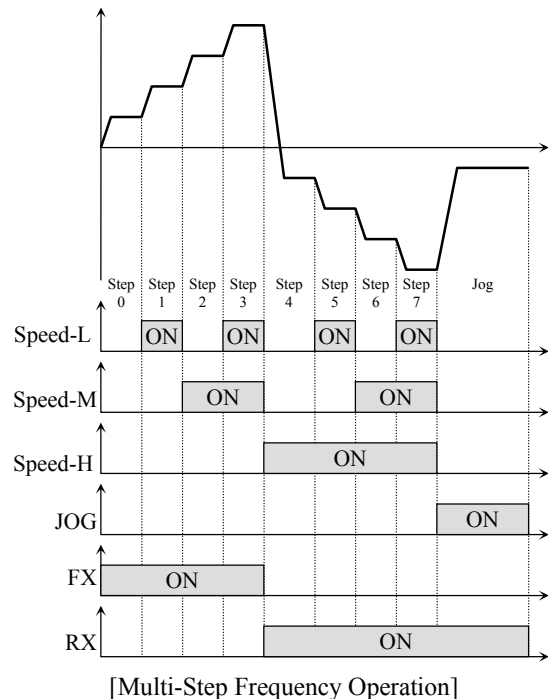 Step 0
Step 1
Step 2
Step 3
Step 4
Step 5
Step 6
Step 7
Jog
Speed-L
ON
ON
ON
ON
Speed-M
ON
ON
Speed-H
ON
JOG
ON
FX
ON
RX
ON
[Multi-Step Frequency Operation]